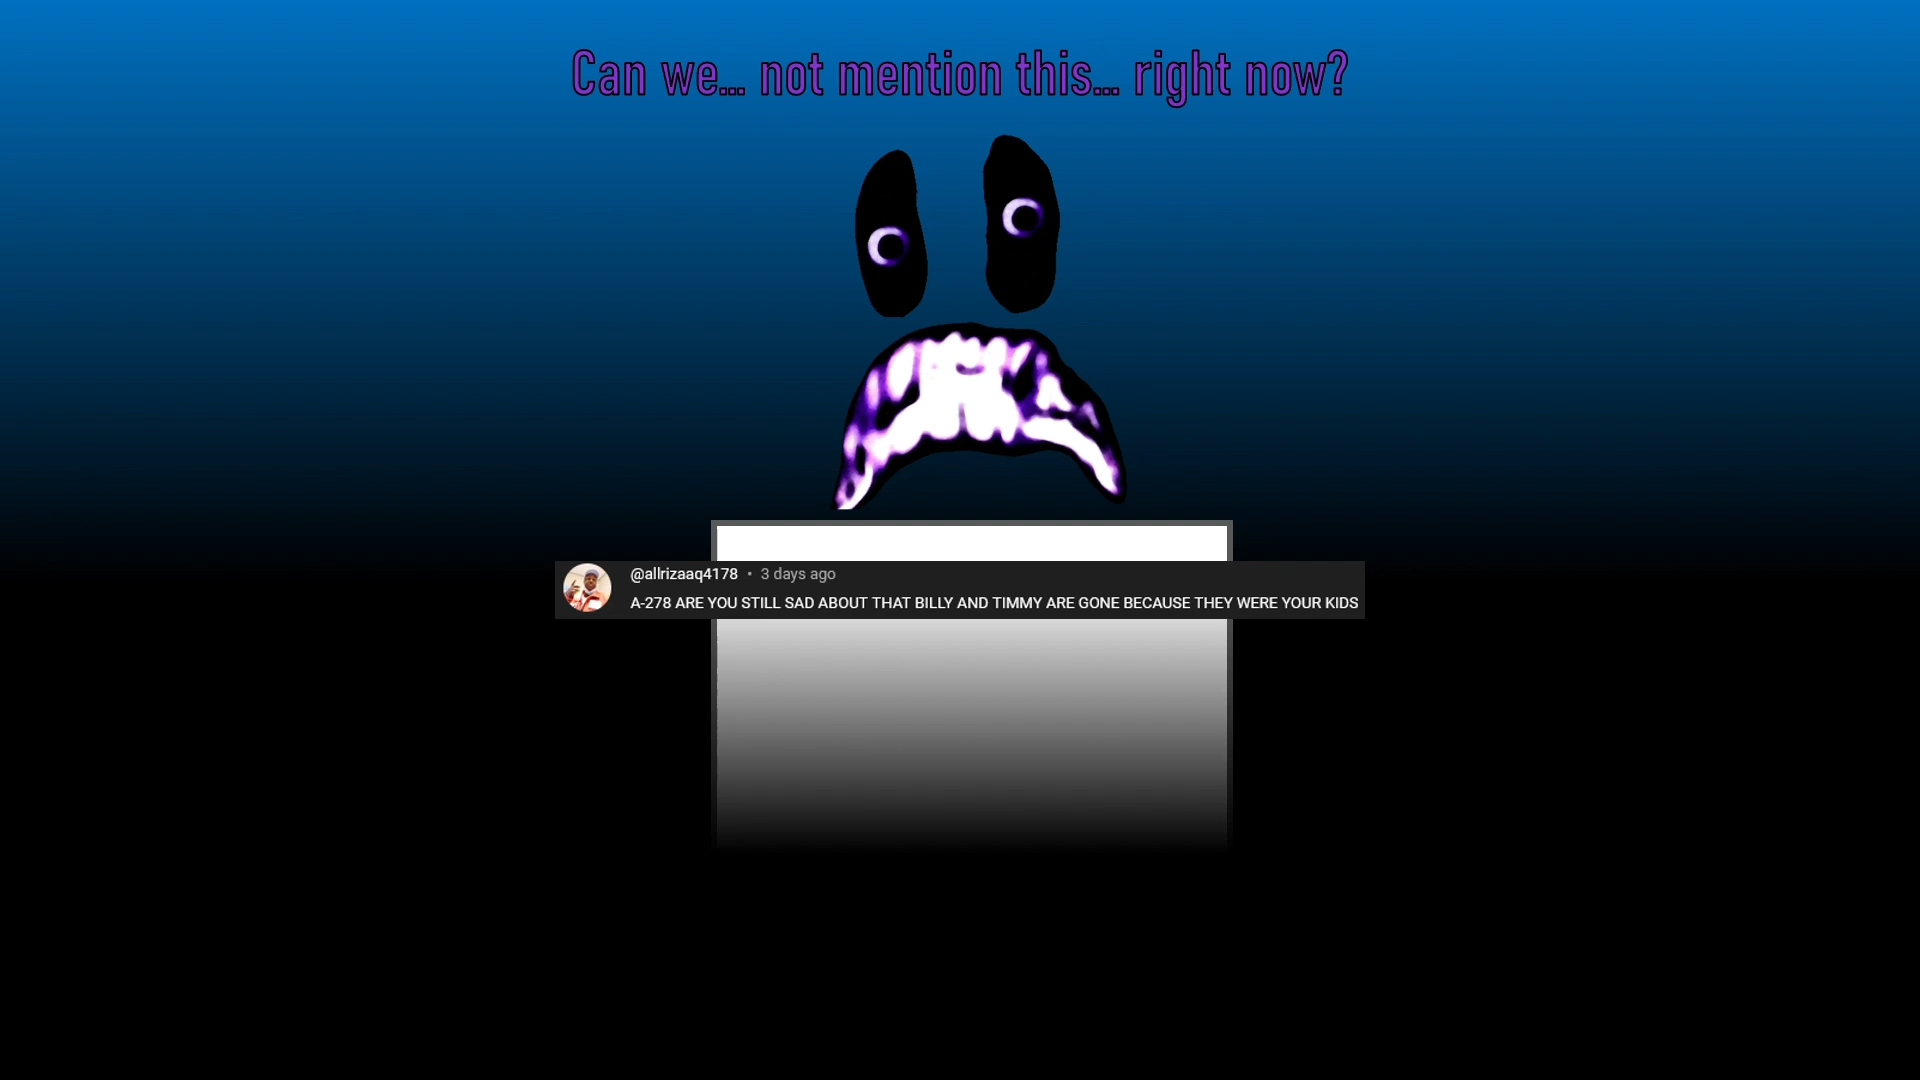 Can we... not mention this... right now?
@allrizaaq4178 • 3 days ago
A-278 ARE YOU STILL SAD ABOUT THAT BILLY AND TIMMY ARE GONE BECAUSE THEY WERE YOUR KIDS